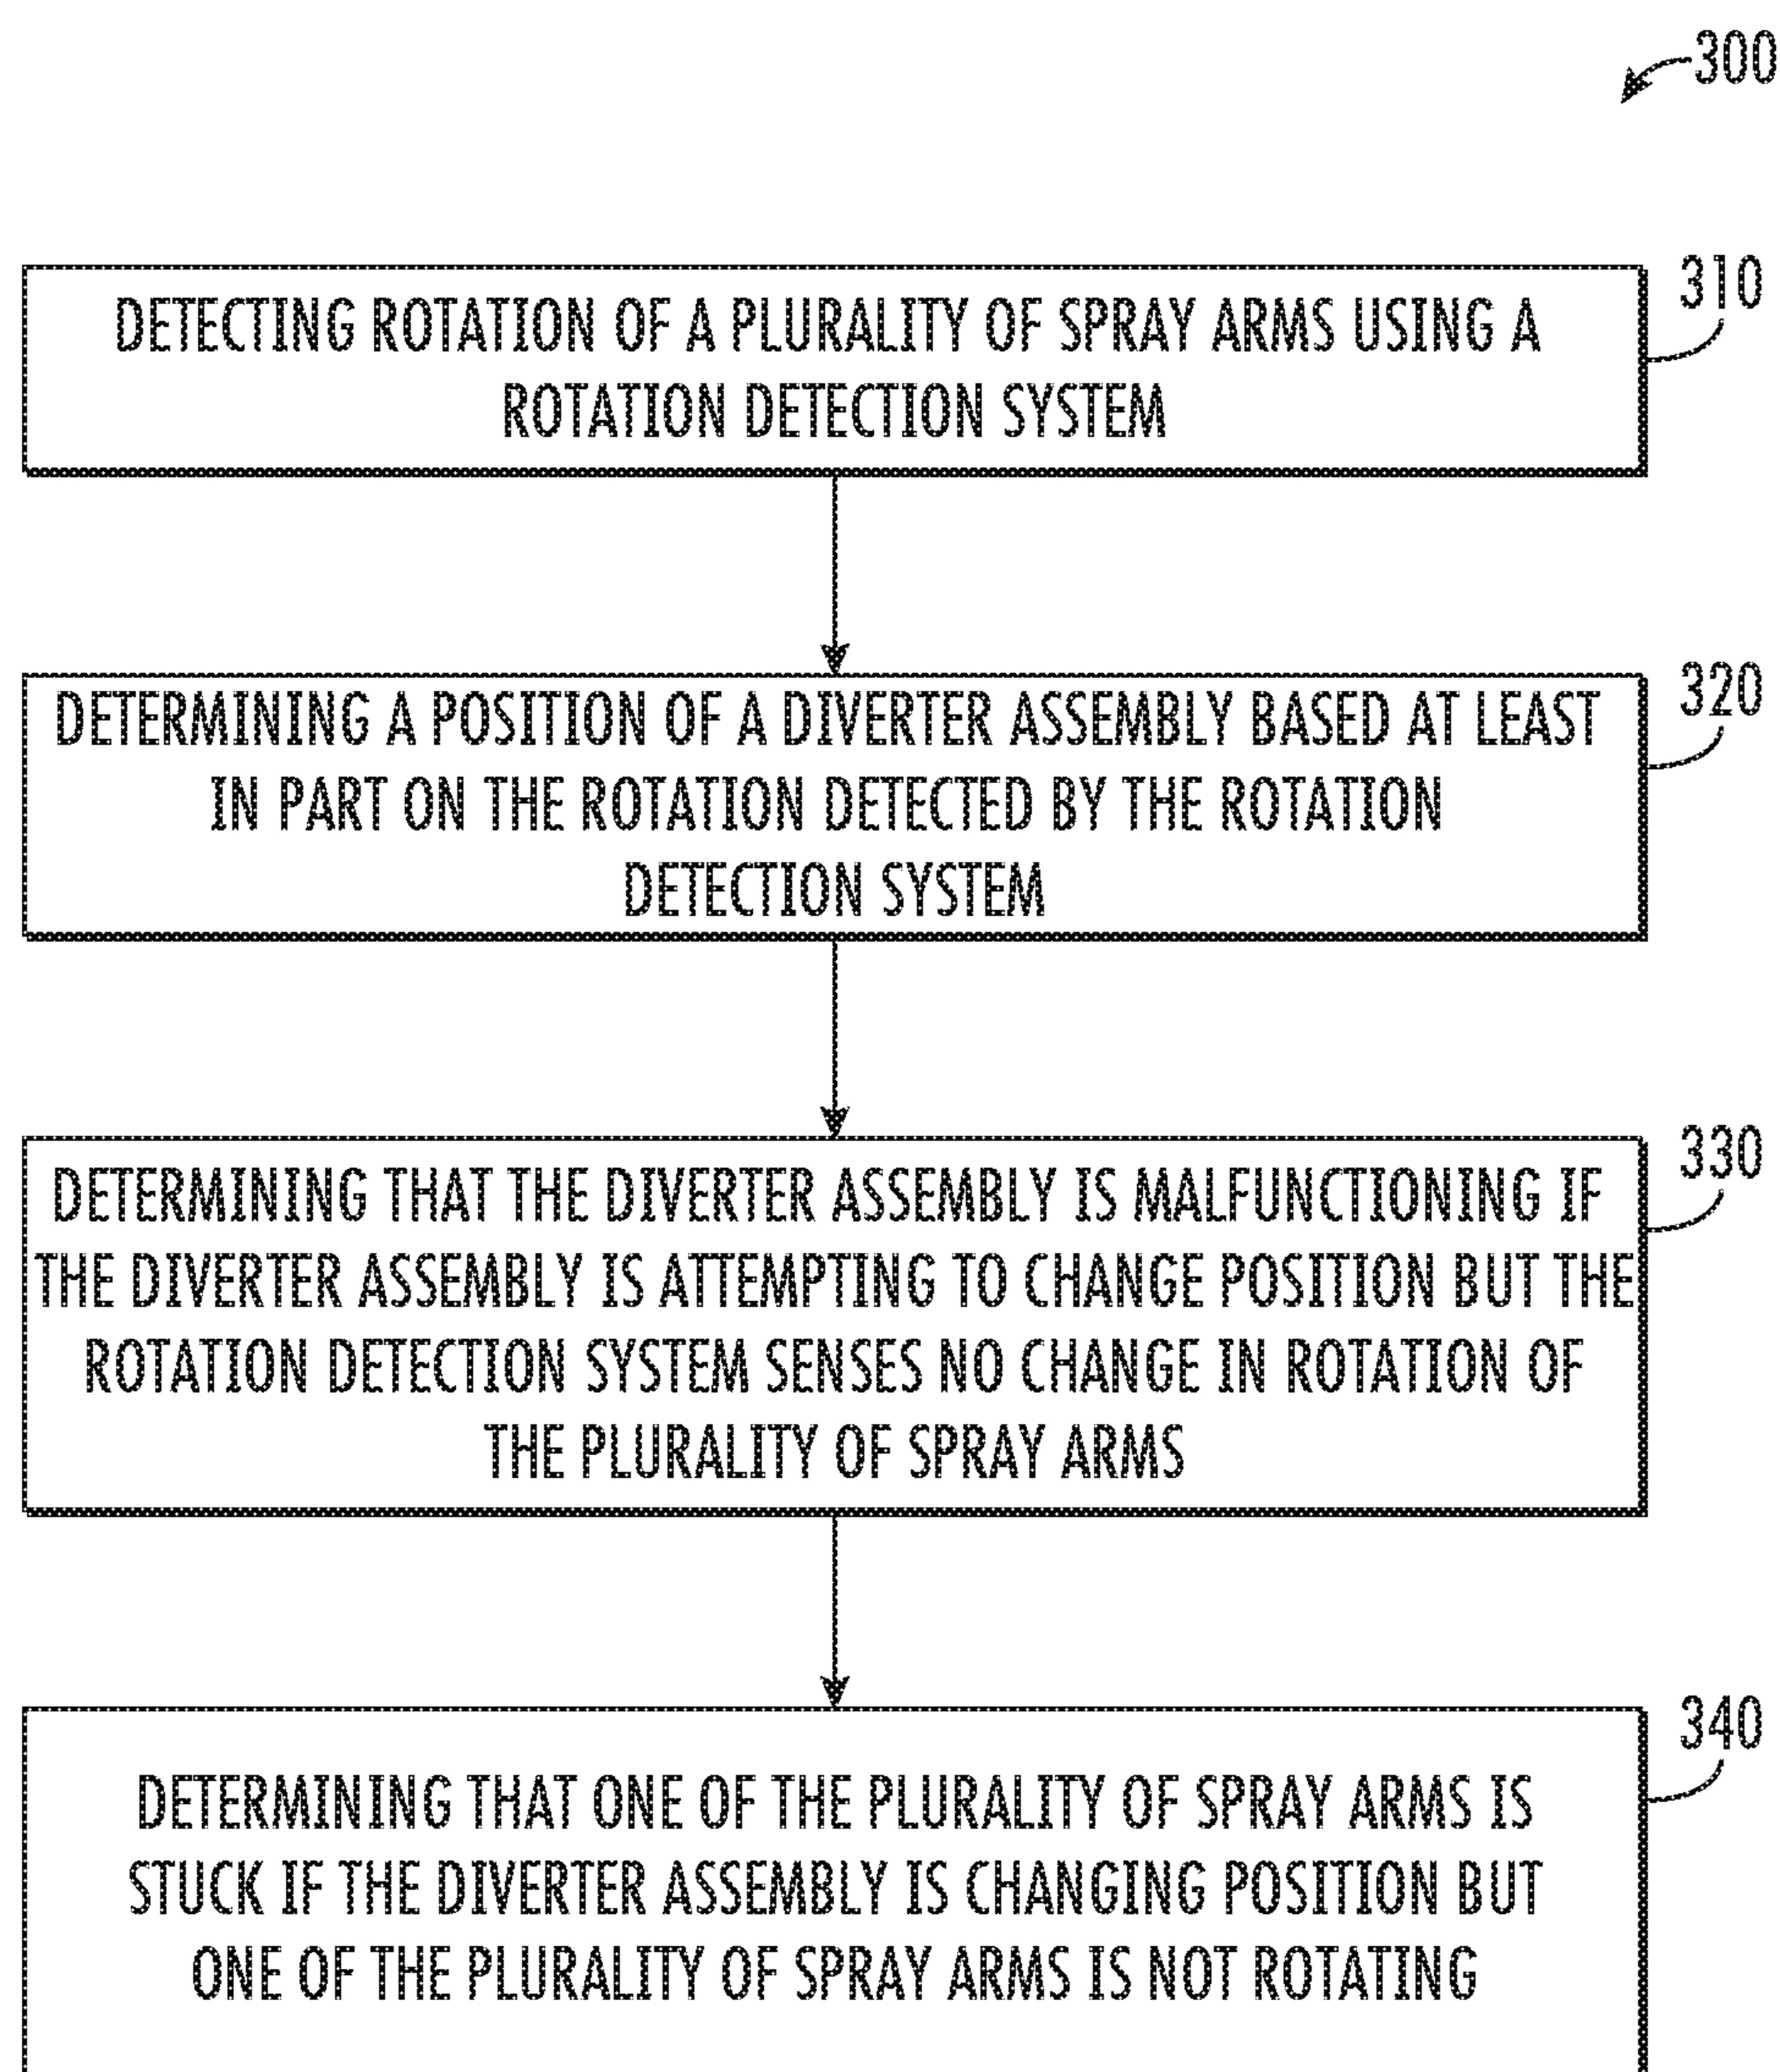 300
310
DETECTING ROTATION OF A PLURALITY OF SPRAY ARMS USING A
ROTATION DETECTION SYSTEM
320
DETERMINING A POSITION OF A DIVERTER ASSEMBLY BASED AT LEAST
IN PART ON THE ROTATION DETECTED BY THE ROTATION
DETECTION SYSTEM
330
DETERMINING THAT THE DIVERTER ASSEMBLY IS MALFUNCTIONING IF
THE DIVERTER ASSEMBLY IS ATTEMPTING TO CHANGE POSITION BUT THE
ROTATION DETECTION SYSTEM SENSES NO CHANGE IN ROTATION OF
THE PLURALITY OF SPRAY ARMS
340
DETERMINING THAT ONE OF THE PLURALITY OF SPRAY ARMS IS
STUCK IF THE DIVERTER ASSEMBLY IS CHANGING POSITION BUT
ONE OF THE PLURALITY OF SPRAY ARMS IS NOT ROTATING